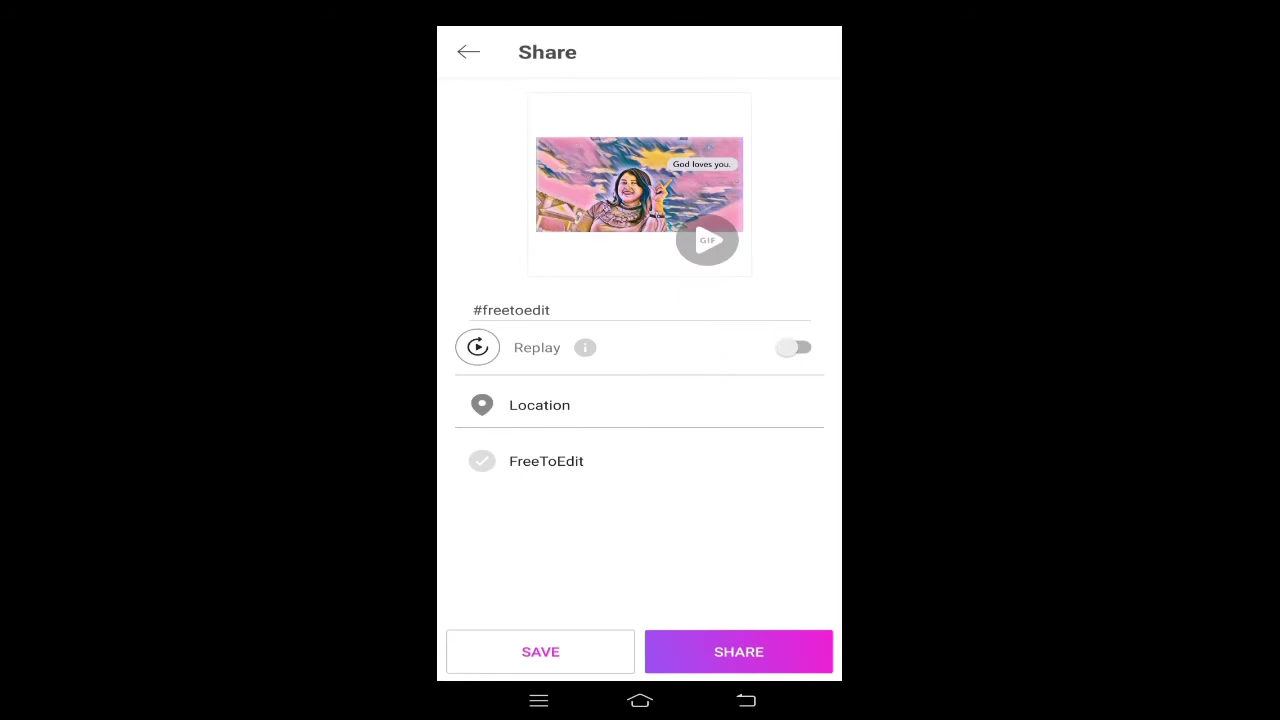 Share
God loves you.
GIF
#freetoedit
Replay
Location
FreeToEdit
SAVE
SHARE